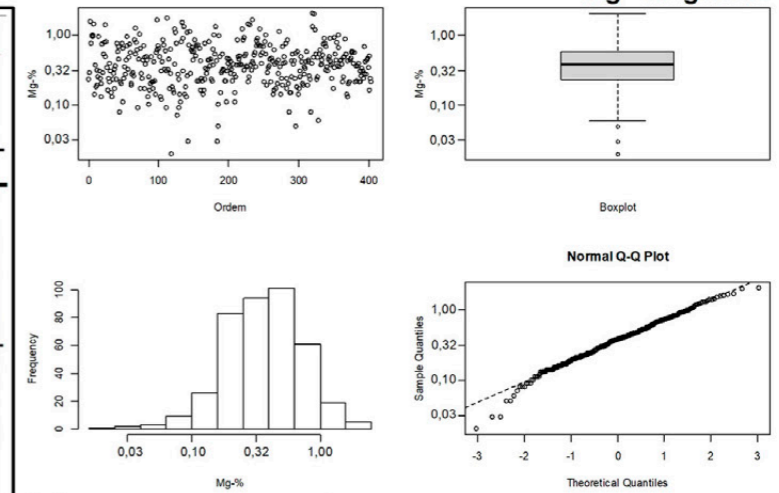 Mg-%
1,00
0,32
0,10
0,03
0 100 200 300 400
Ordem
Mg-%
1,00
0,32
0,10
0,03
Boxplot
Frequency
100
80
60
40
20
0
0,03 0,10 0,32 1,00
Mg-%
Normal Q-Q Plot
Sample Quantiles
1,00
0,32
0,10
0,03
-3 -2 -1 0 1 2 3
Theoretical Quantiles